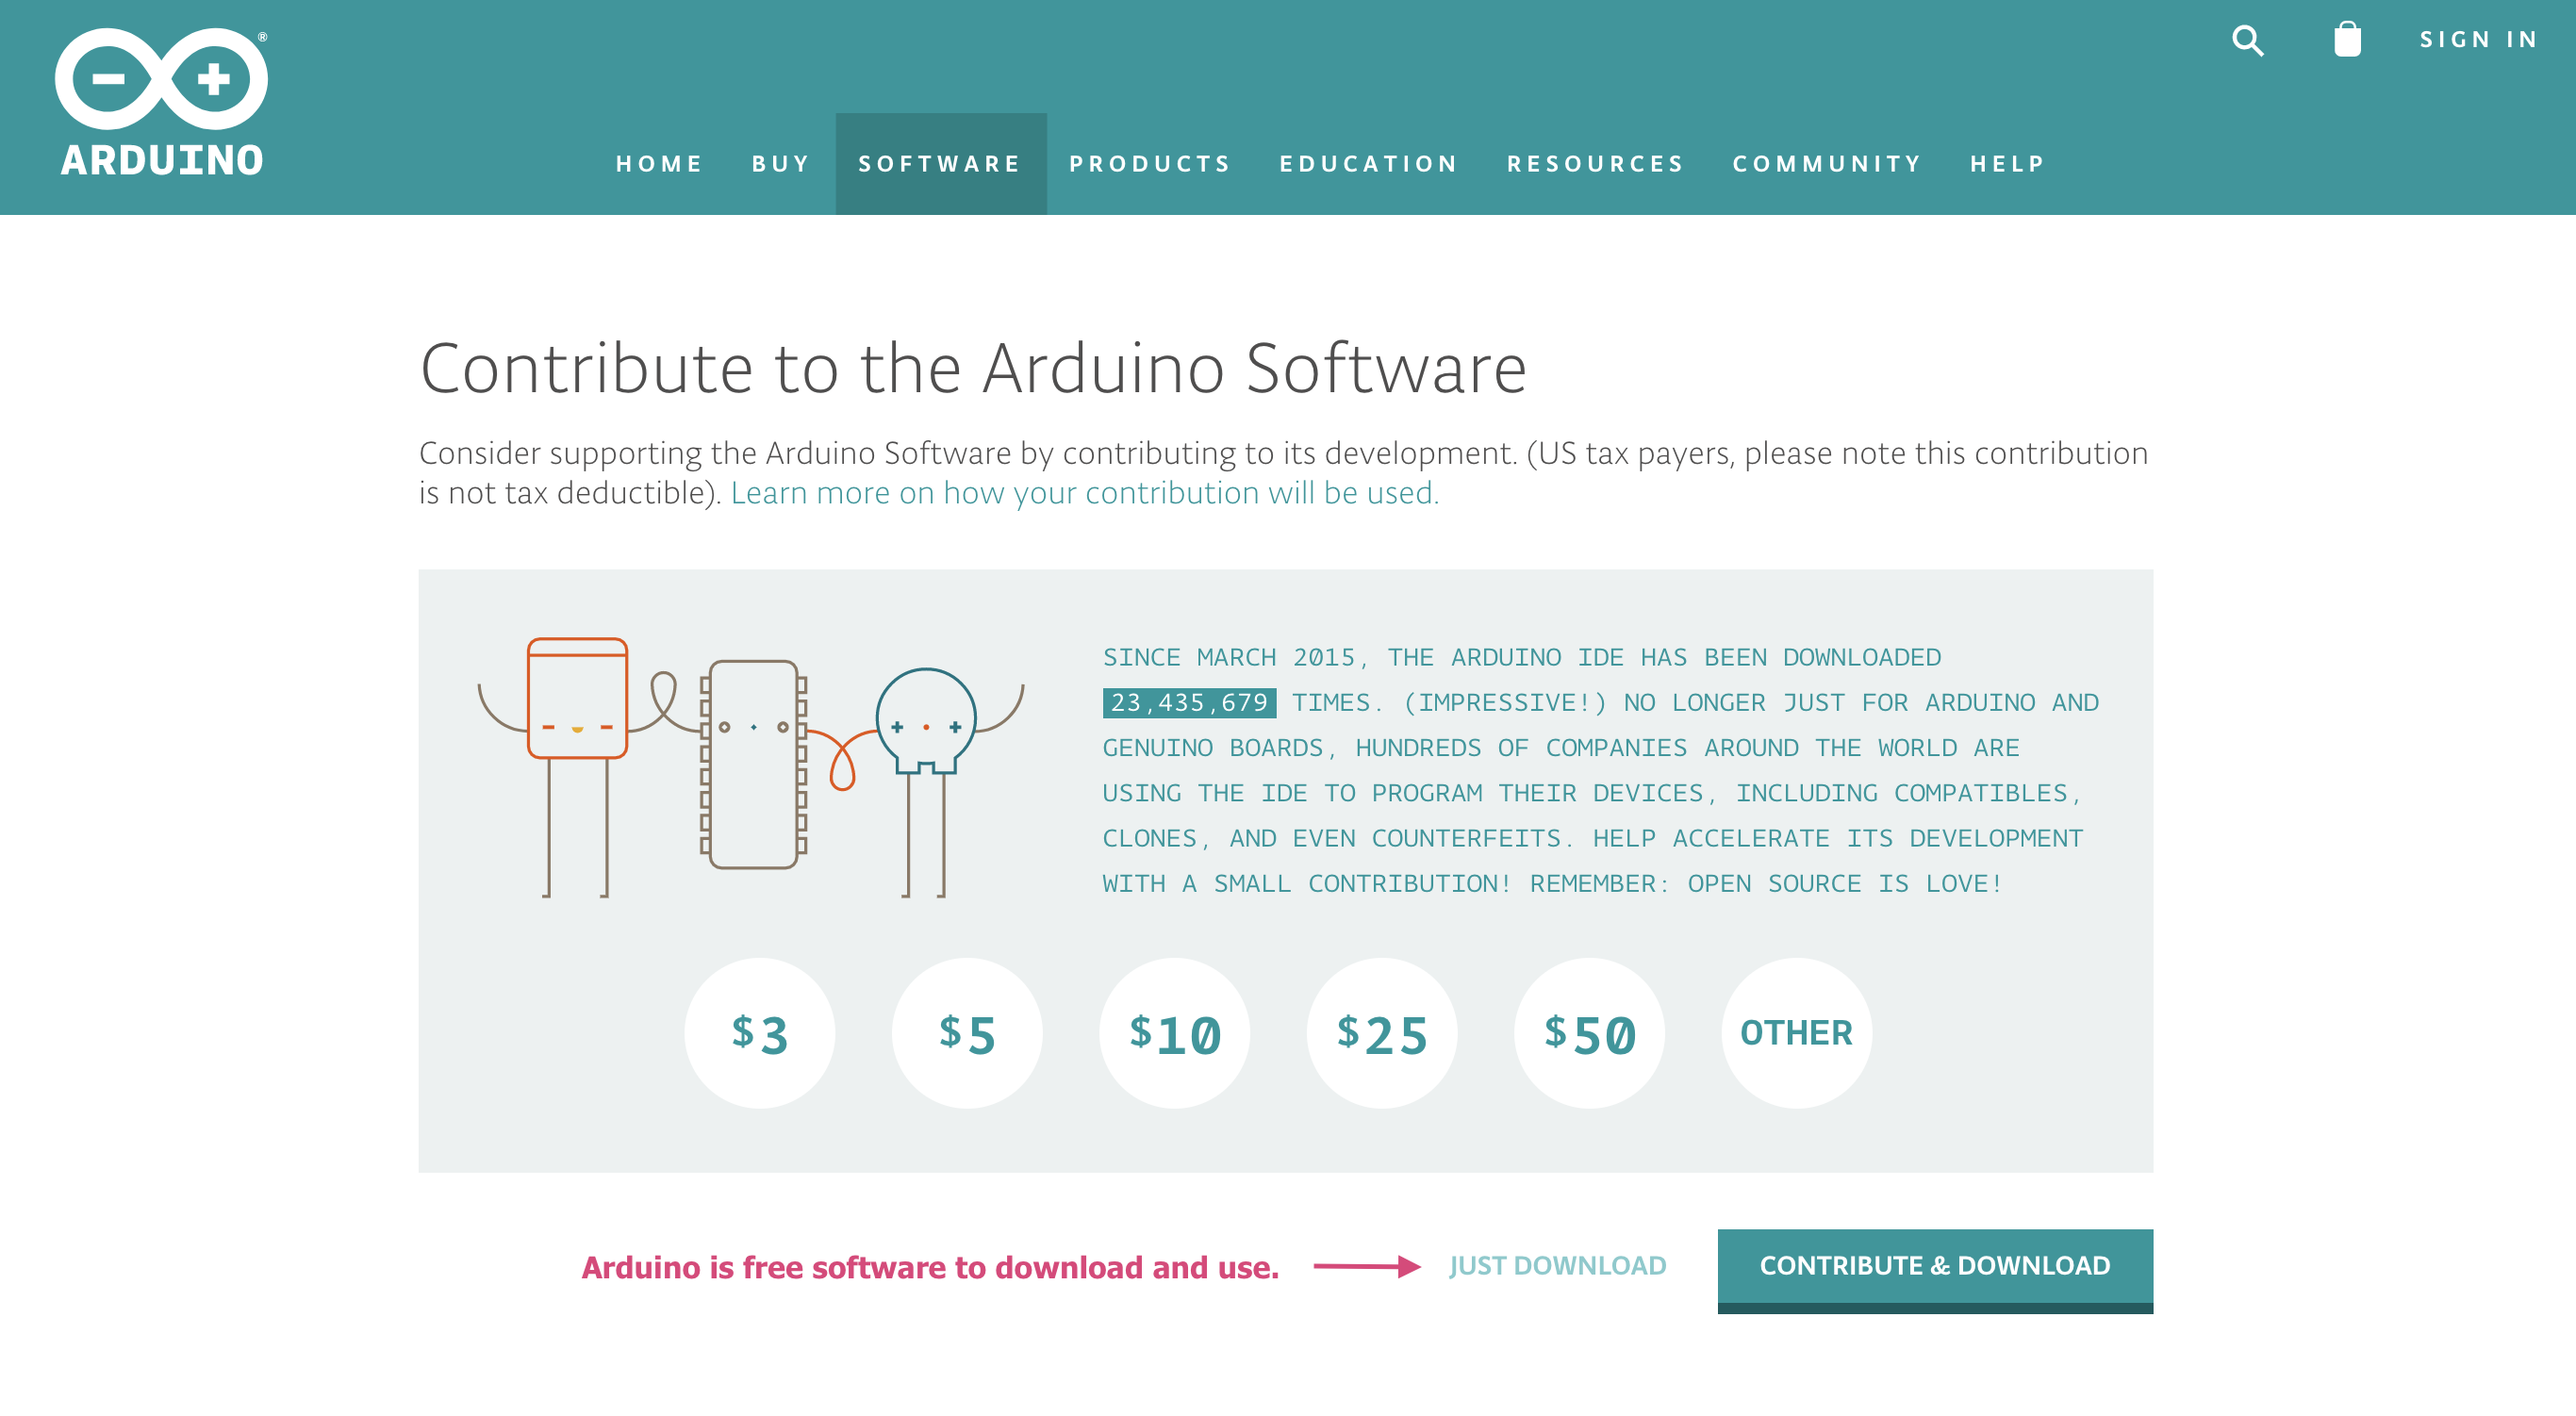 ®
ARDUINO
SIGN IN
HOME BUY SOFTWARE PRODUCTS EDUCATION RESOURCES COMMUNITY HELP
Contribute to the Arduino Software
Consider supporting the Arduino Software by contributing to its development. (US tax payers, please note this contribution
is not tax deductible). Learn more on how your contribution will be used.
SINCE MARCH 2015, THE ARDUINO IDE HAS BEEN DOWNLOADED
23,435,679 TIMES. (IMPRESSIVE!) NO LONGER JUST FOR ARDUINO AND
GENUINO BOARDS, HUNDREDS OF COMPANIES AROUND THE WORLD ARE
USING THE IDE TO PROGRAM THEIR DEVICES, INCLUDING COMPATIBLES,
CLONES, AND EVEN COUNTERFEITS. HELP ACCELERATE ITS DEVELOPMENT
WITH A SMALL CONTRIBUTION! REMEMBER: OPEN SOURCE IS LOVE!
$3 $5 $10 $25 $50 OTHER
Arduino is free software to download and use. JUST DOWNLOAD CONTRIBUTE & DOWNLOAD